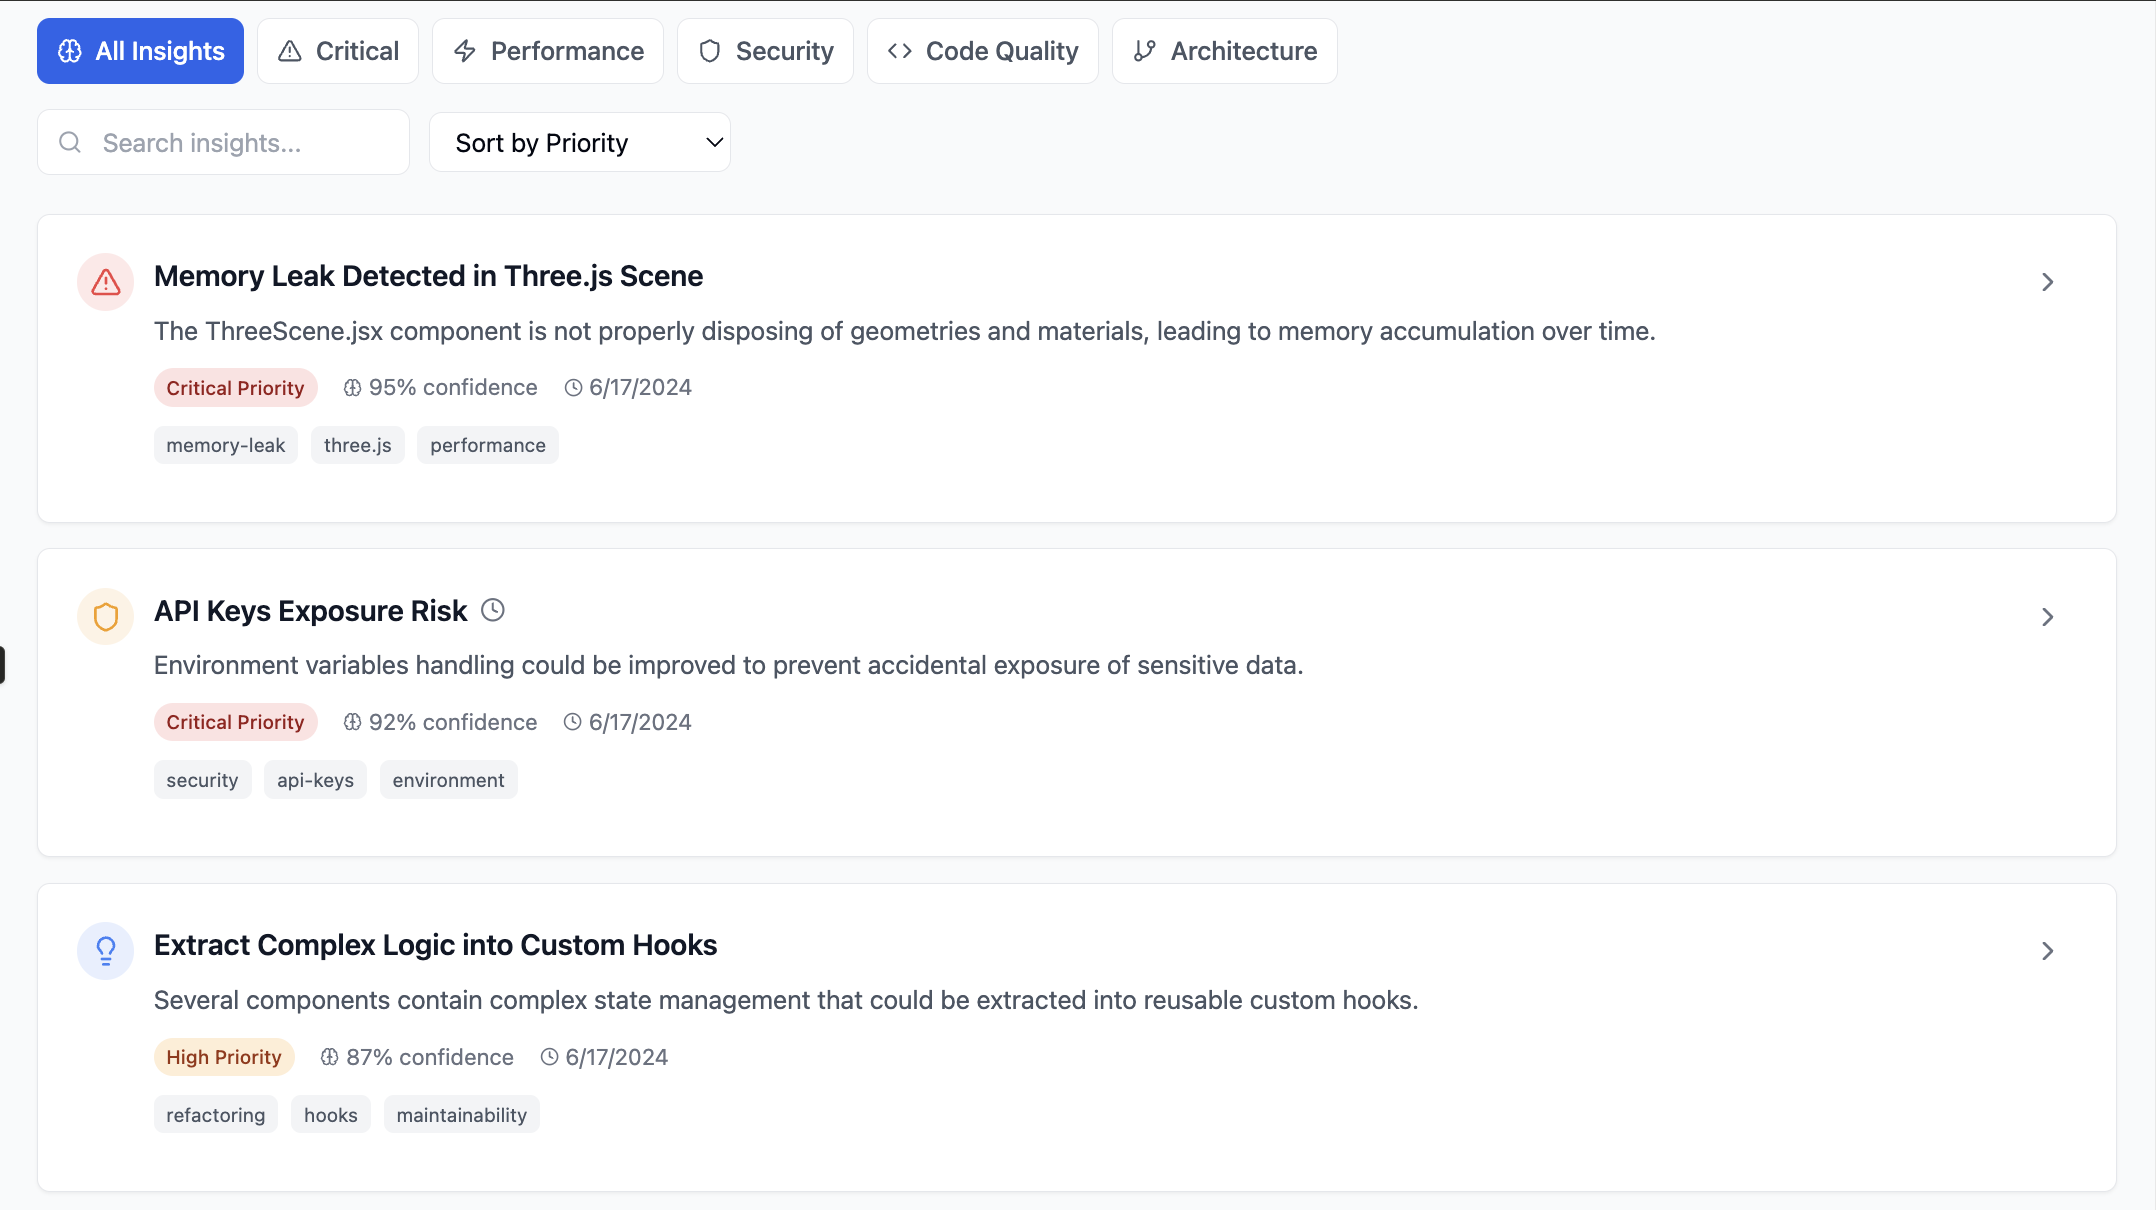 All Insights Critical Performance Security Code Quality Architecture
Search insights... Sort by Priority
Memory Leak Detected in Three.js Scene
The ThreeScene.jsx component is not properly disposing of geometries and materials, leading to memory accumulation over time.
Critical Priority 95% confidence 6/17/2024
memory-leak three.js performance
API Keys Exposure Risk
Environment variables handling could be improved to prevent accidental exposure of sensitive data.
Critical Priority 92% confidence 6/17/2024
security api-keys environment
Extract Complex Logic into Custom Hooks
Several components contain complex state management that could be extracted into reusable custom hooks.
High Priority 87% confidence 6/17/2024
refactoring hooks maintainability